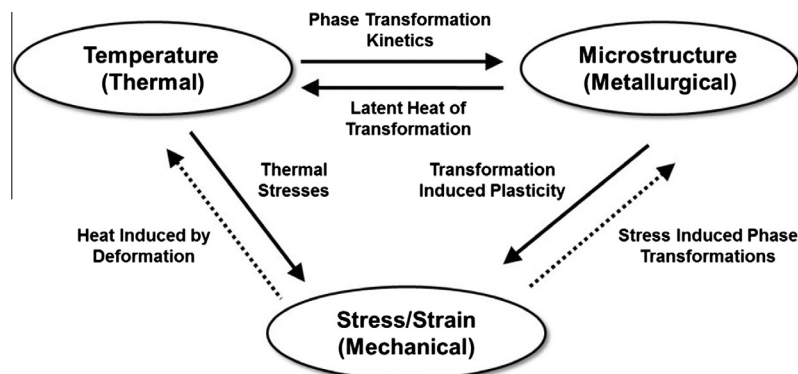 Phase Transformation
Kinetics
Temperature
(Thermal)
Microstructure
(Metallurgical)
Latent Heat of
Transformation
Thermal
Stresses
Transformation
Induced Plasticity
Heat Induced by
Deformation
Stress Induced Phase
Transformations
Stress/Strain
(Mechanical)